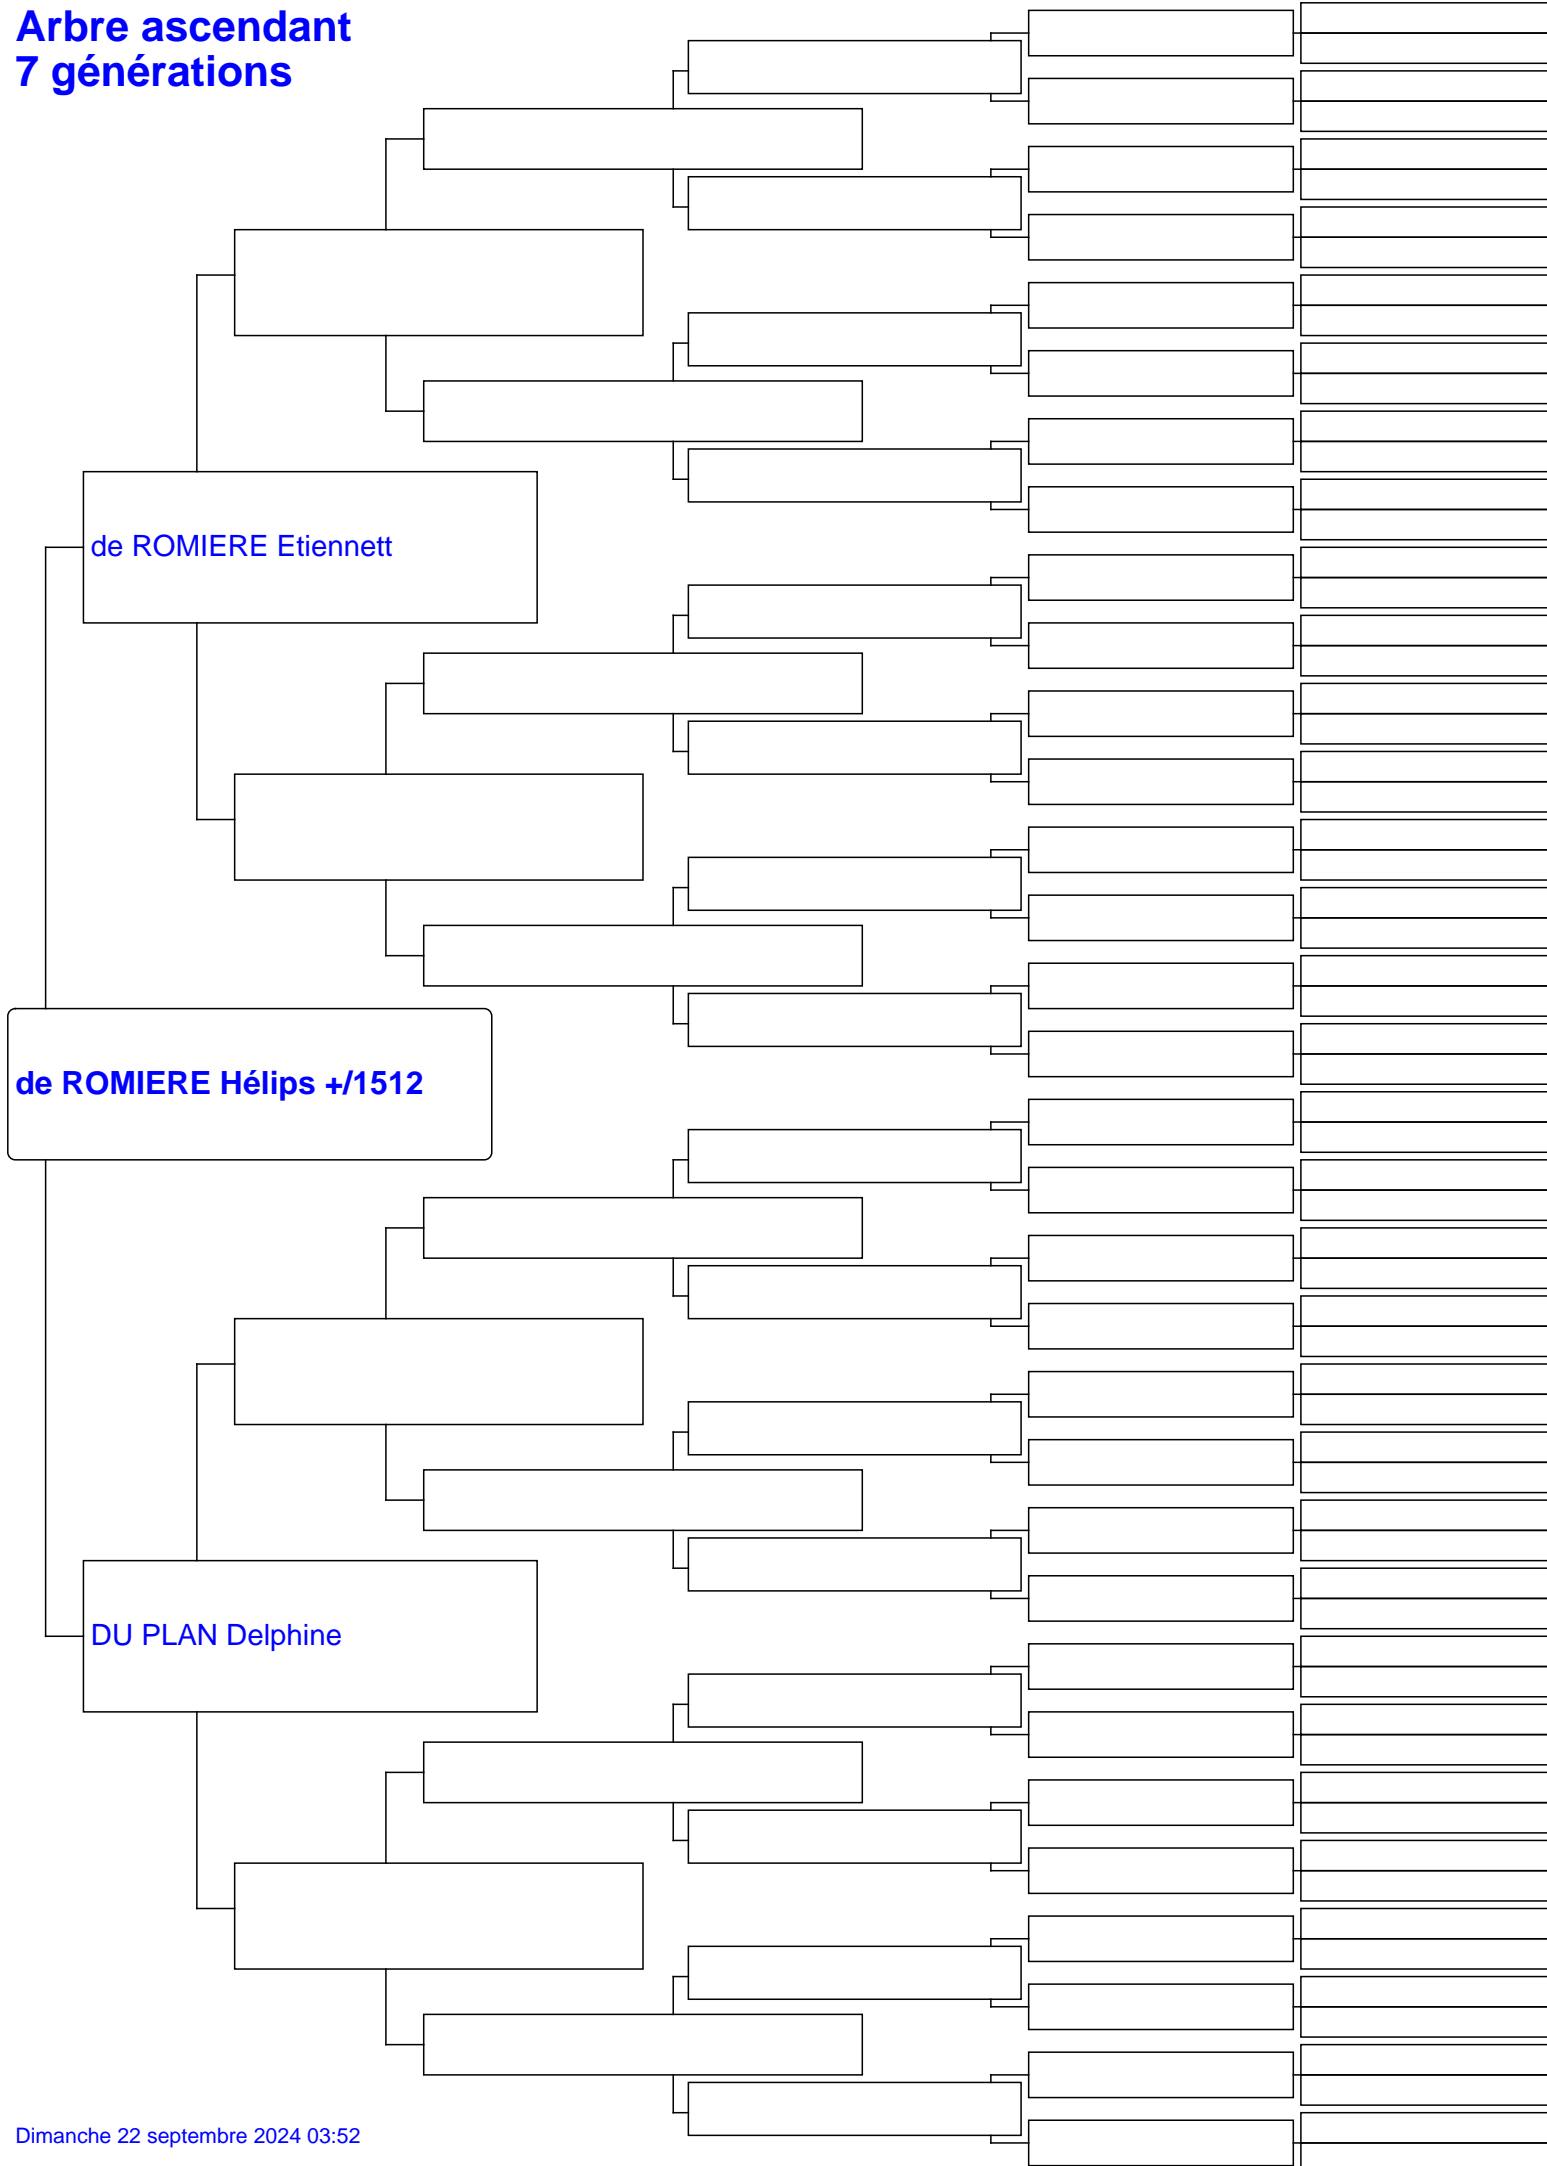 Arbre ascendant
7 générations
de ROMIERE Etiennett
de ROMIERE Hélips +/1512
DU PLAN Delphine
Dimanche 22 septembre 2024 03:52